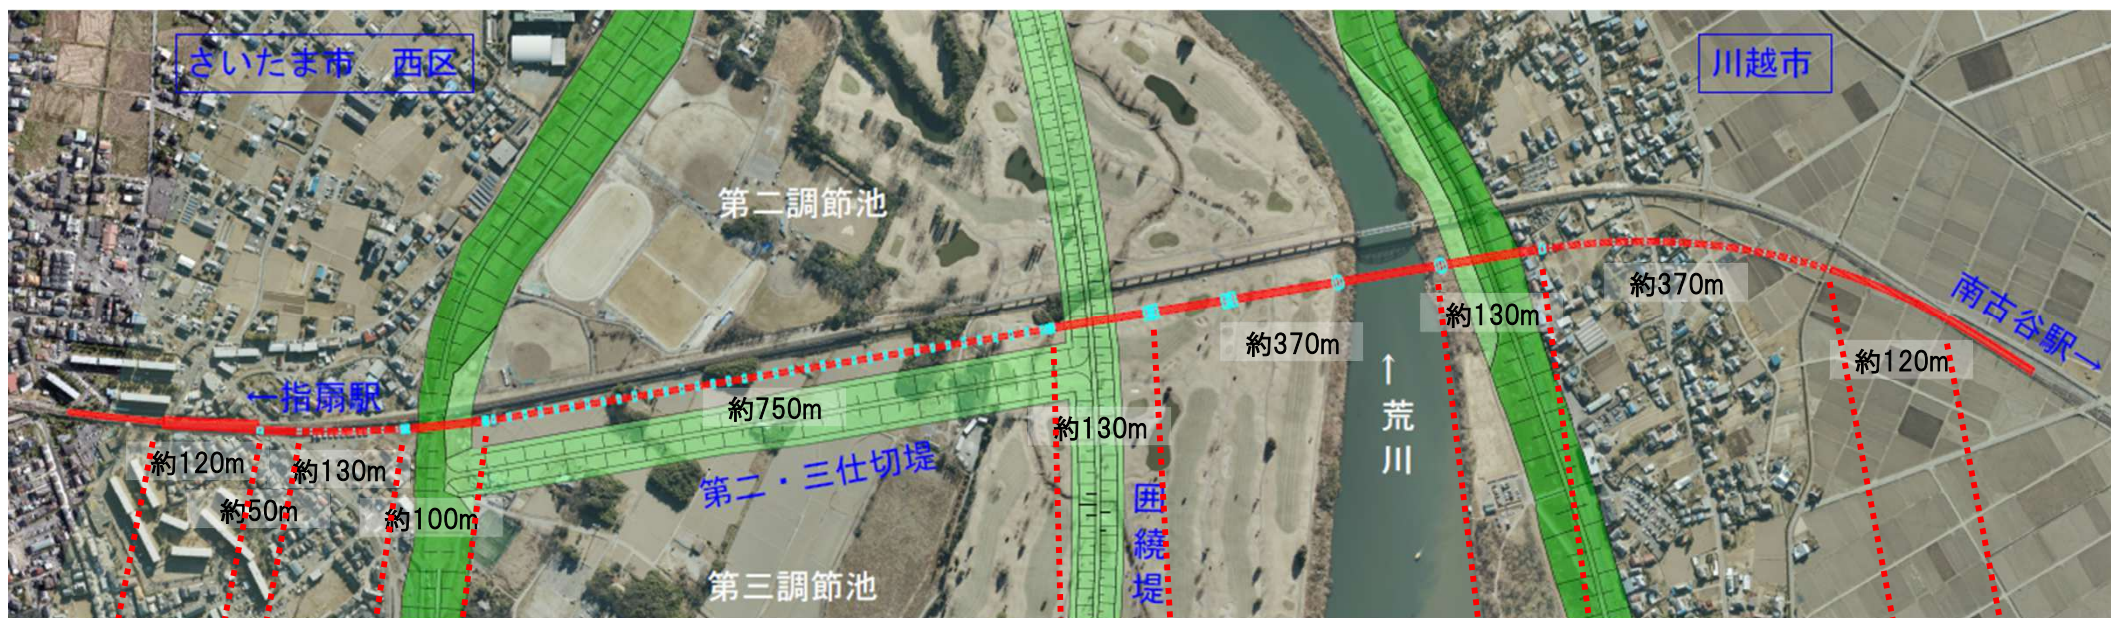 さいたま市　西区
川越市
第二調節池
南古谷駅→
←指扇駅
約370m
約130m
約370m
約120m
約750m
約130m
約120m
約130m
約50m
約100m
第二・三仕切堤
囲繞堤
↑荒川
第三調節池